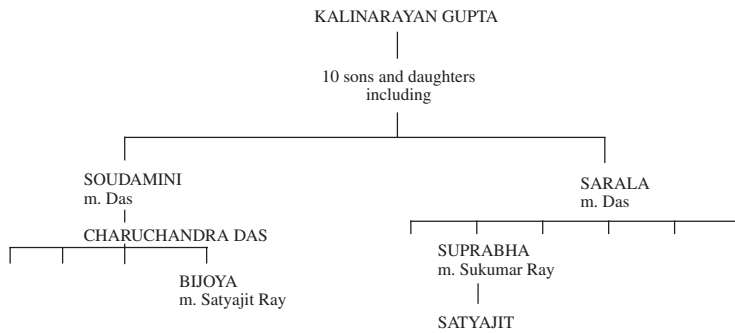 KALINARAYAN GUPTA
10 sons and daughters
including
SOUDAMINI
m. Das
SARALA
m. Das
CHARUCHANDRA DAS
SUPRABHA
m. Sukumar Ray
BIJOYA
m. Satyajit Ray
SATYAJIT